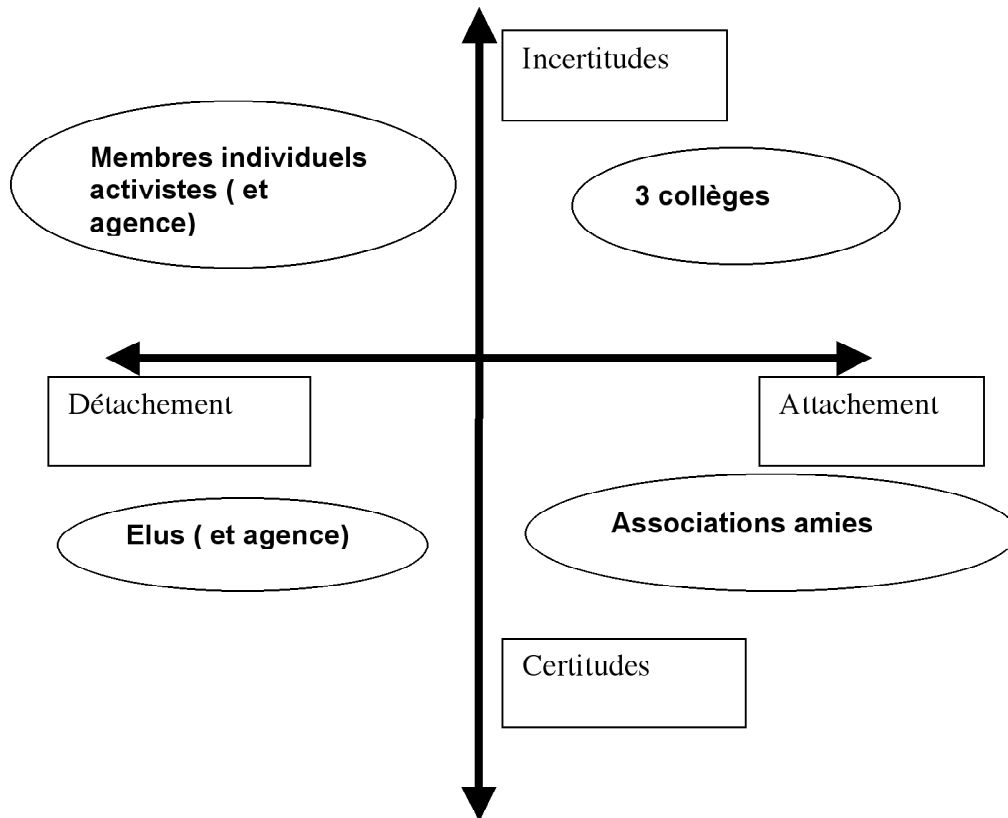 Incertitudes
Membres individuels
activistes ( et
agence)
3 collèges
Détachement
Attachement
Elus ( et agence)
Associations amies
Certitudes